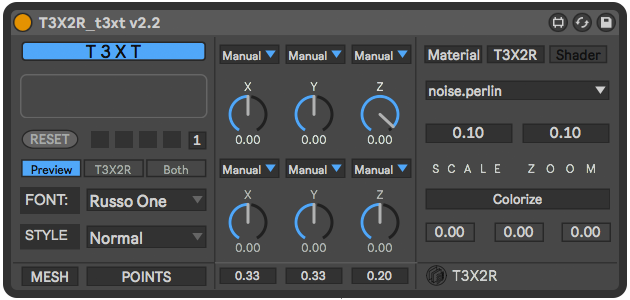 T3X2R_t3xt v2.2
T3XT
RESET 1
Preview T3X2R Both
FONT: Russo One
STYLE Normal
MESH POINTS
Manual Manual Manual
X Y Z
0.00 0.00 0.00
Manual Manual Manual
X Y Z
0.00 0.00 0.00
0.33 0.33 0.20
Material T3X2R Shader
noise.perlin
0.10 0.10
SCALE ZOOM
Colorize
0.00 0.00 0.00
T3X2R